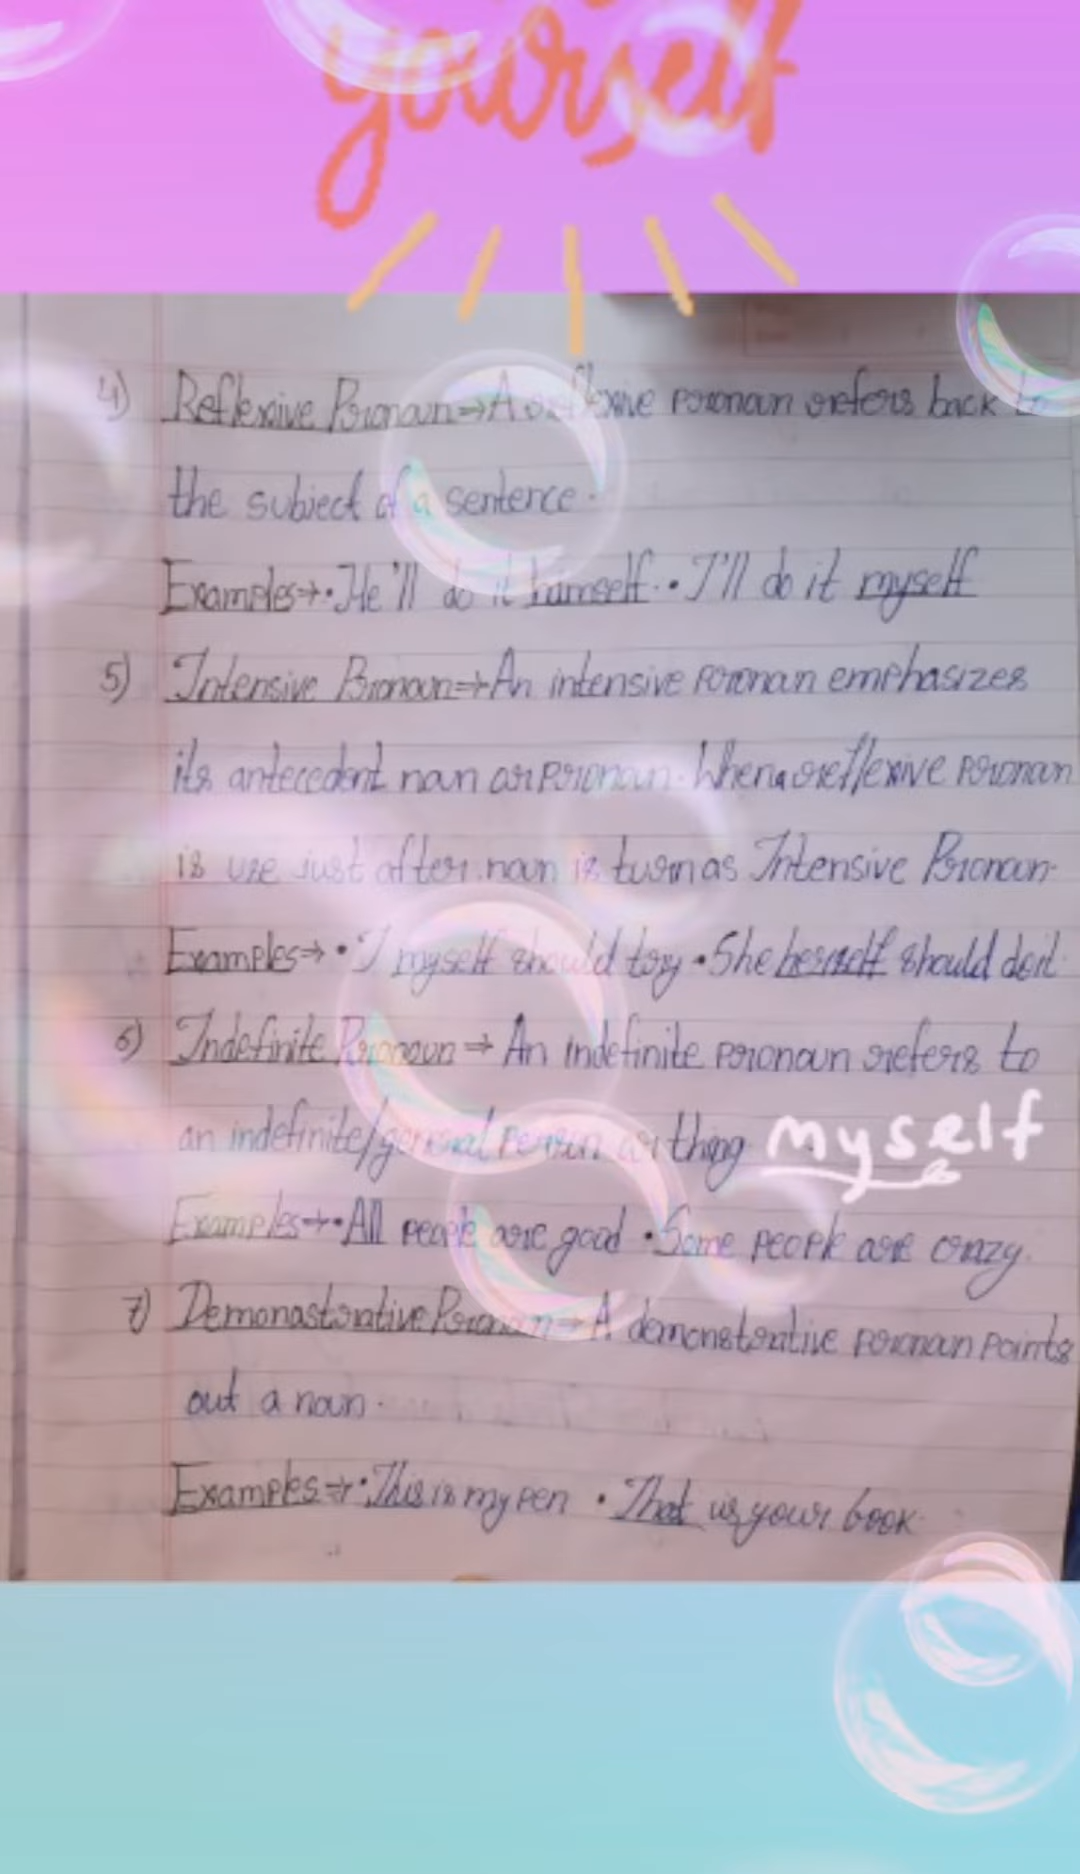 yourself
4) Reflexive Pronoun⇒A reflexive pronoun refers back to
the subject of a sentence.
Examples→•He'll do it himself.•I'll do it myself
5) Intensive Pronoun⇒An intensive pronoun emphasizes
its antecedent noun or pronoun. When a reflexive pronoun
is use just after noun is turn as Intensive Pronoun.
Examples⇒•I myself should try •She herself should do it.
6) Indefinite Pronoun ⇒ An indefinite pronoun refers to
an indefinite/general person or thing myself
Examples→•All people are good •Some people are crazy.
7) Demonastrative Pronoun⇒A demonstrative pronoun points
out a noun.
Examples⇒•This is my pen •That is your book.